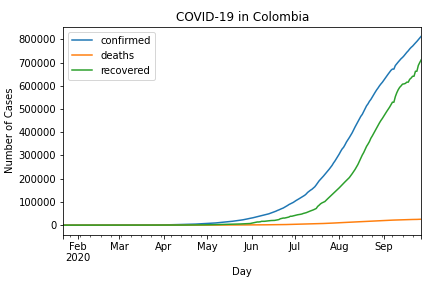 COVID-19 in Colombia
confirmed
deaths
recovered
800000
700000
600000
500000
400000
300000
200000
100000
0
Number of Cases
Feb Mar Apr May Jun Jul Aug Sep
2020
Day